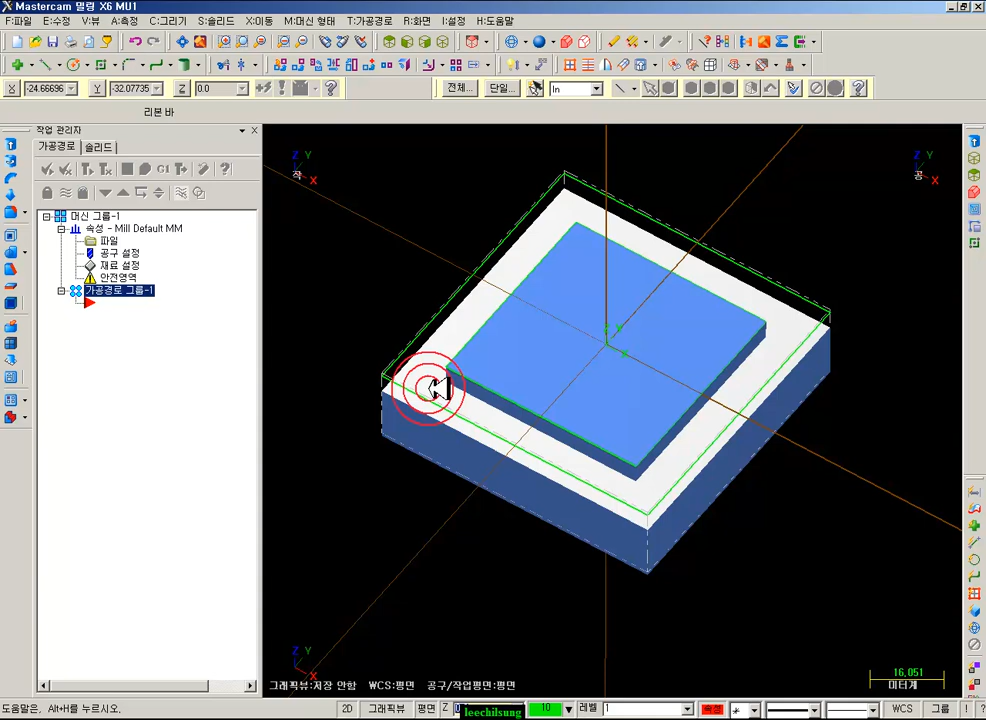 Mastercam 밀링 X6 MU1
F:파일 E:수정 V:뷰 A:측정 C:그리기 S:솔리드 X:이동 M:머신 형태 T:가공경로 R:화면 I:설정 H:도움말
X -24.66696 Y -32.07735 Z 0.0 전체... 단일... In
리본 바
작업 관리자
가공경로 솔리드
G1
머신 그룹-1
속성 - Mill Default MM
파일
공구 설정
재료 설정
안전영역
가공경로 그룹-1
Z Y
X
작
Z Y
X
공
Z Y
X
그래픽뷰:저장 안함 WCS:평면 공구/작업평면:평면
16,051
미터계
도움말은, Alt+H를 누르시오. 2D 그래픽뷰 평면 Z 10 레벨 1 속성 WCS 그룹 ! ?
leechilsung